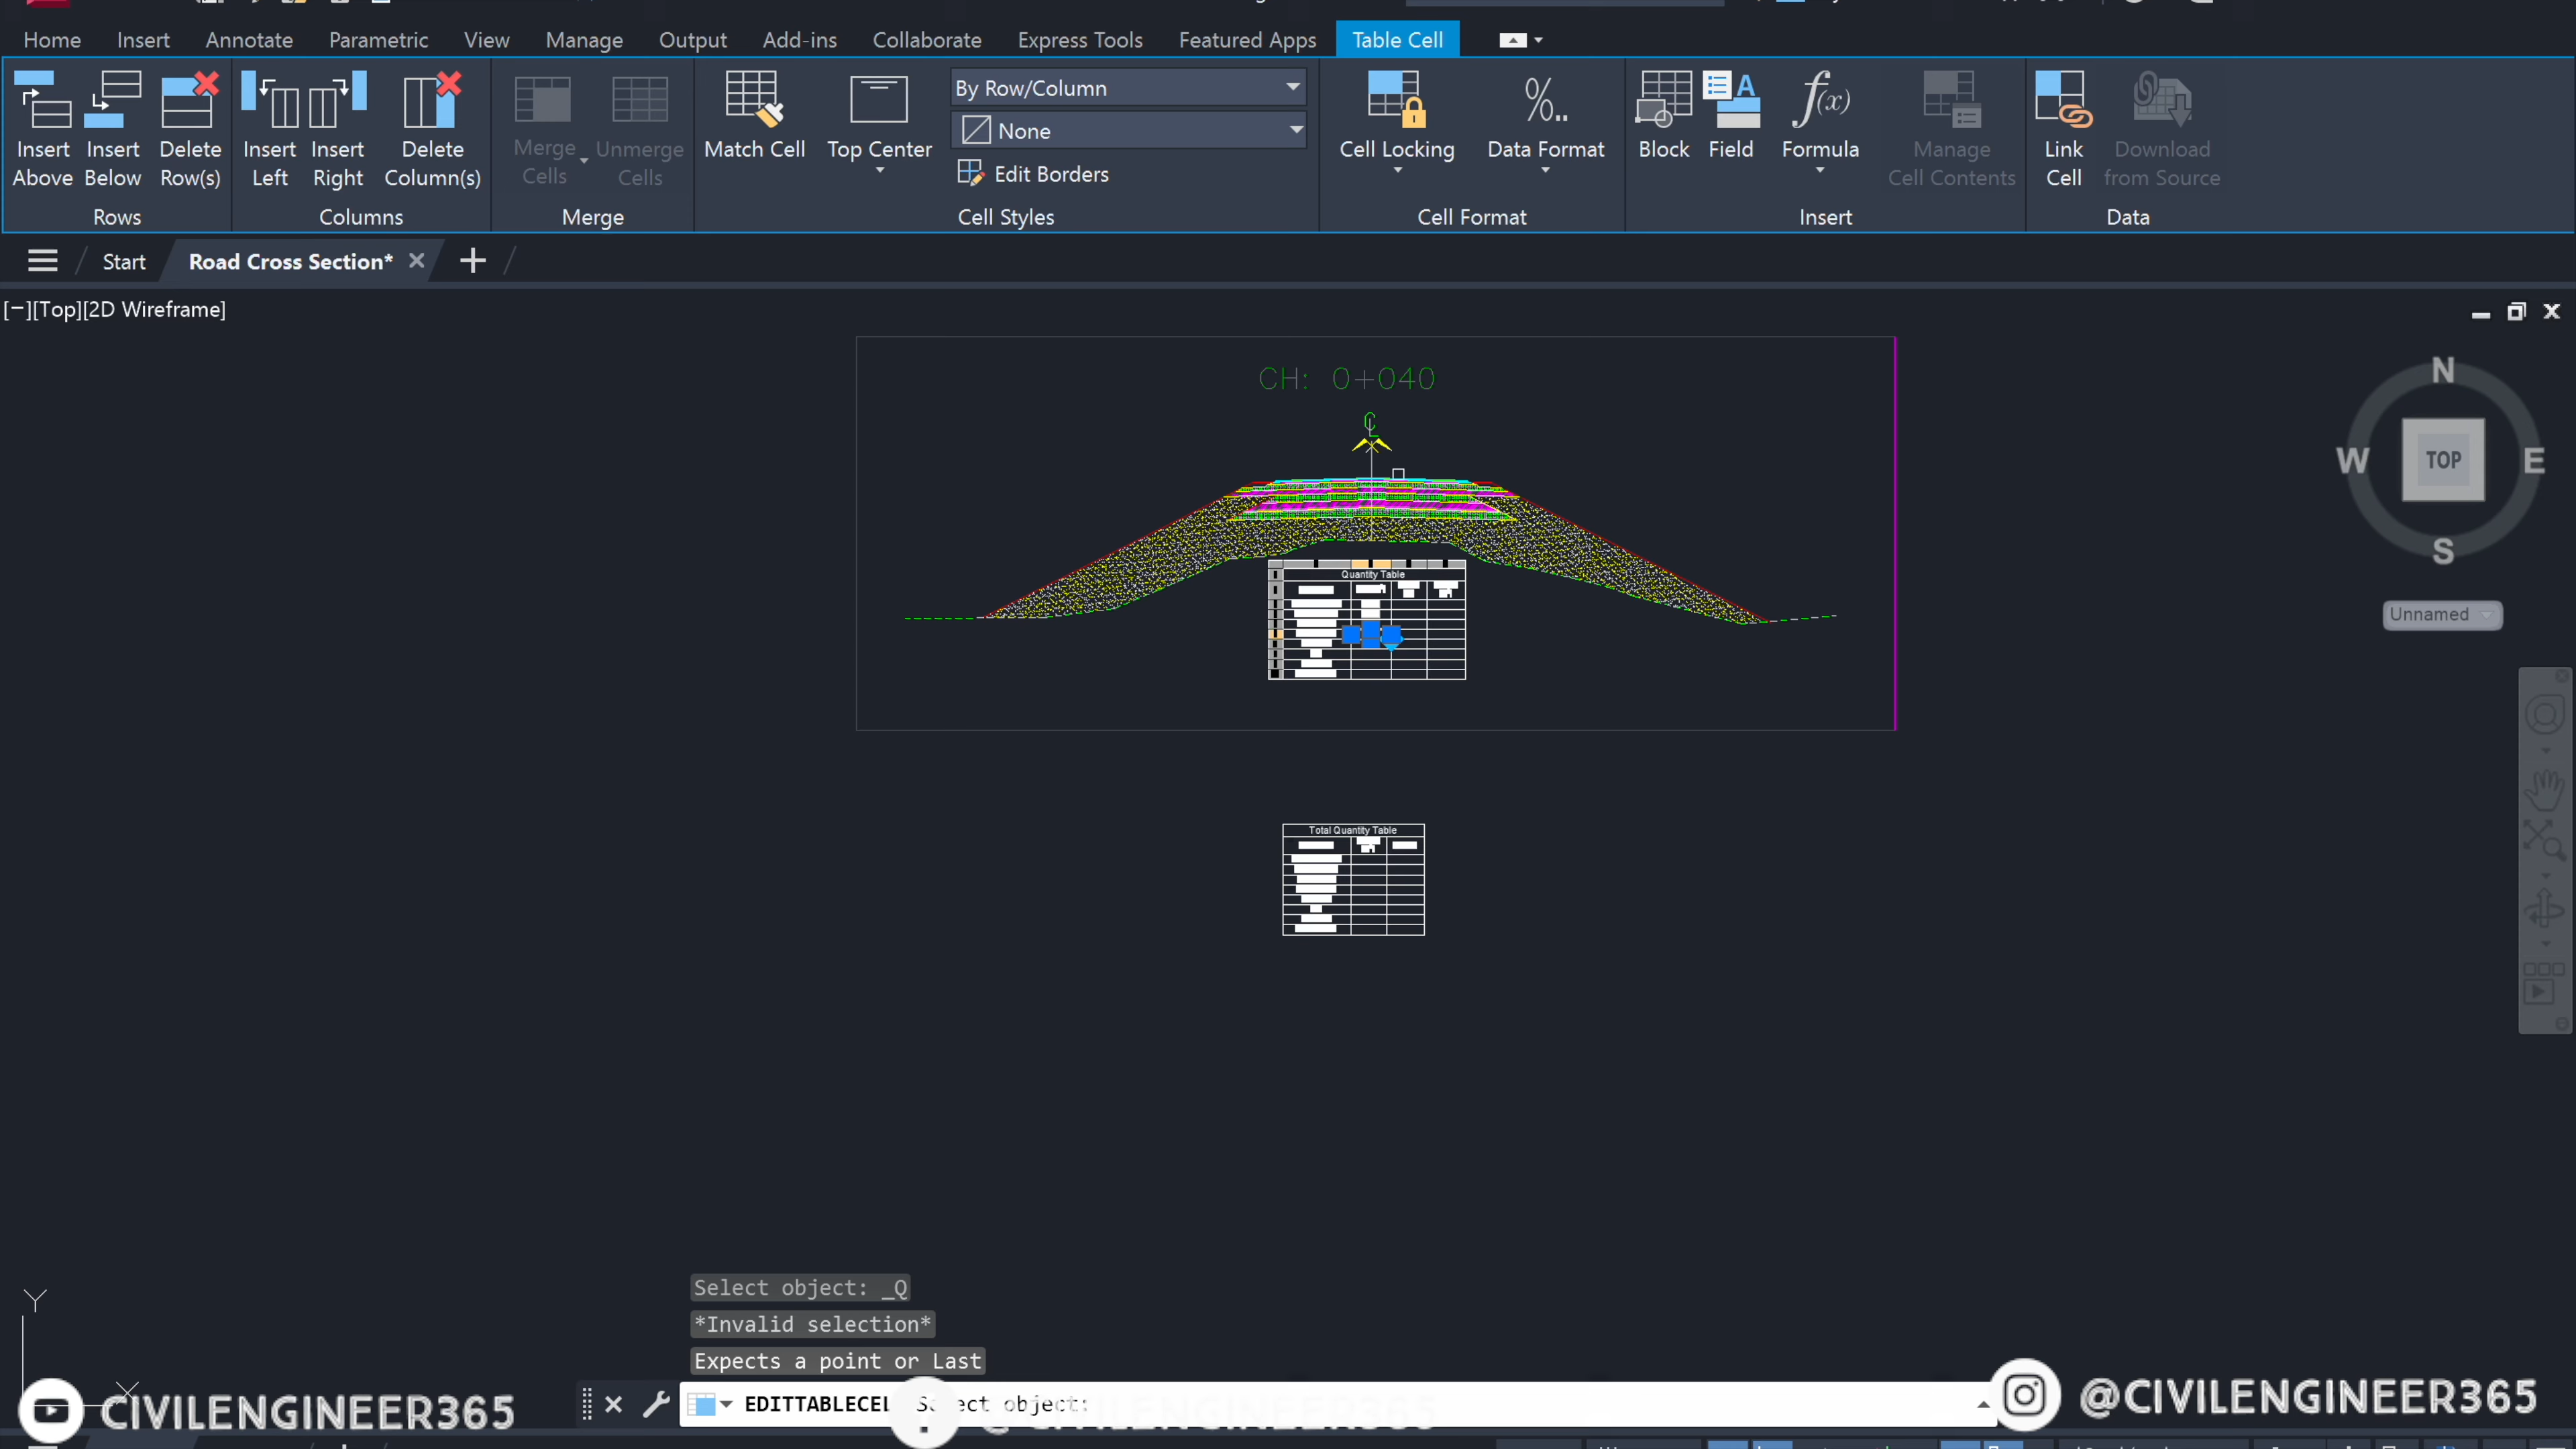 Home Insert Annotate Parametric View Manage Output Add-ins Collaborate Express Tools Featured Apps Table Cell
Insert Above
Insert Below
Delete Row(s)
Rows
Insert Left
Insert Right
Delete Column(s)
Columns
Merge Cells
Unmerge Cells
Merge
Match Cell
Top Center
By Row/Column
None
Edit Borders
Cell Styles
Cell Locking
Data Format
Cell Format
Block
Field
Formula
Manage Cell Contents
Insert
Link Cell
Download from Source
Data
Start
Road Cross Section*
[−][Top][2D Wireframe]
CH: 0+040
Quantity Table
Total Quantity Table
N
W TOP E
S
Unnamed
Y
X
Select object: _Q
*Invalid selection*
Expects a point or Last
EDITTABLECEL Select object:
CIVILENGINEER365
@CIVILENGINEER365
@CIVILENGINEER365